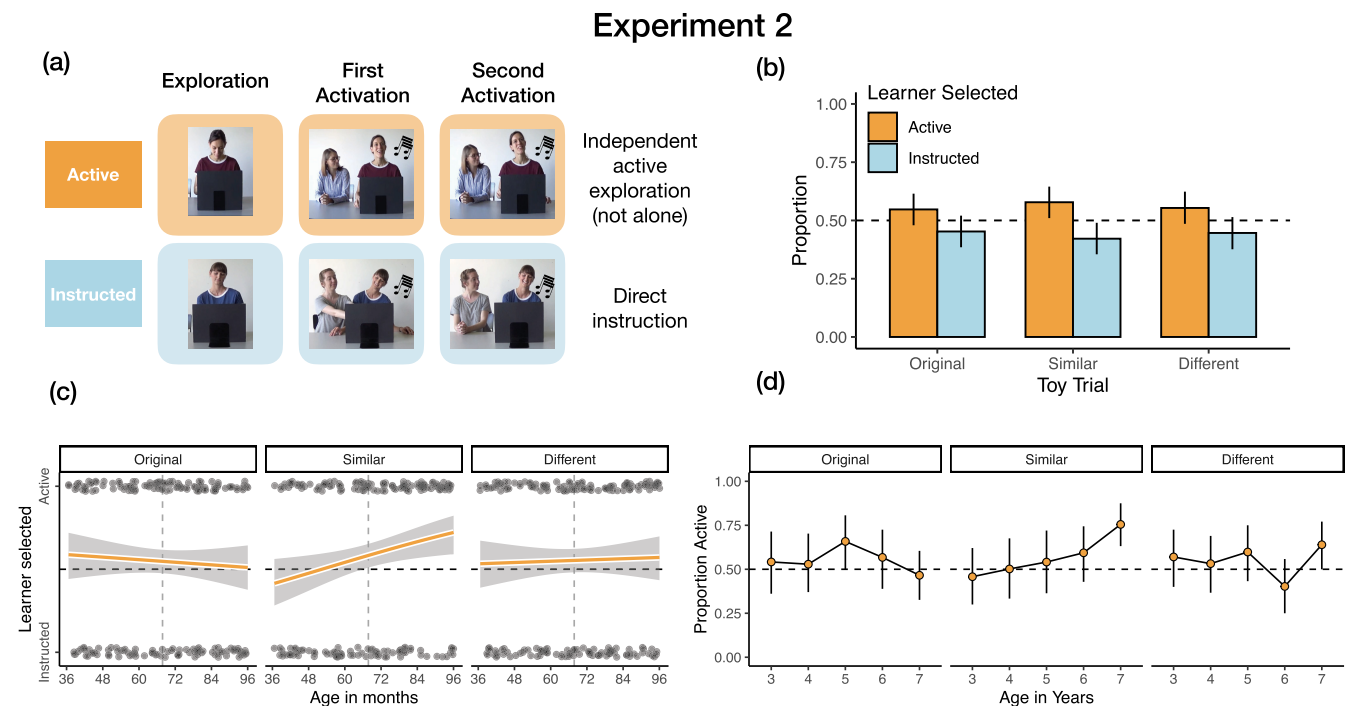 Experiment 2
(a)
Exploration
First
Activation
Second
Activation
Active
Independent
active
exploration
(not alone)
Instructed
Direct
instruction
(b)
Learner Selected
Active
Instructed
Proportion
1.00
0.75
0.50
0.25
0.00
Original
Similar
Different
Toy Trial
(c)
Original
Similar
Different
Learner selected
Active
Instructed
36 48 60 72 84 96
36 48 60 72 84 96
36 48 60 72 84 96
Age in months
(d)
Original
Similar
Different
Proportion Active
1.00
0.75
0.50
0.25
0.00
3 4 5 6 7
3 4 5 6 7
3 4 5 6 7
Age in Years